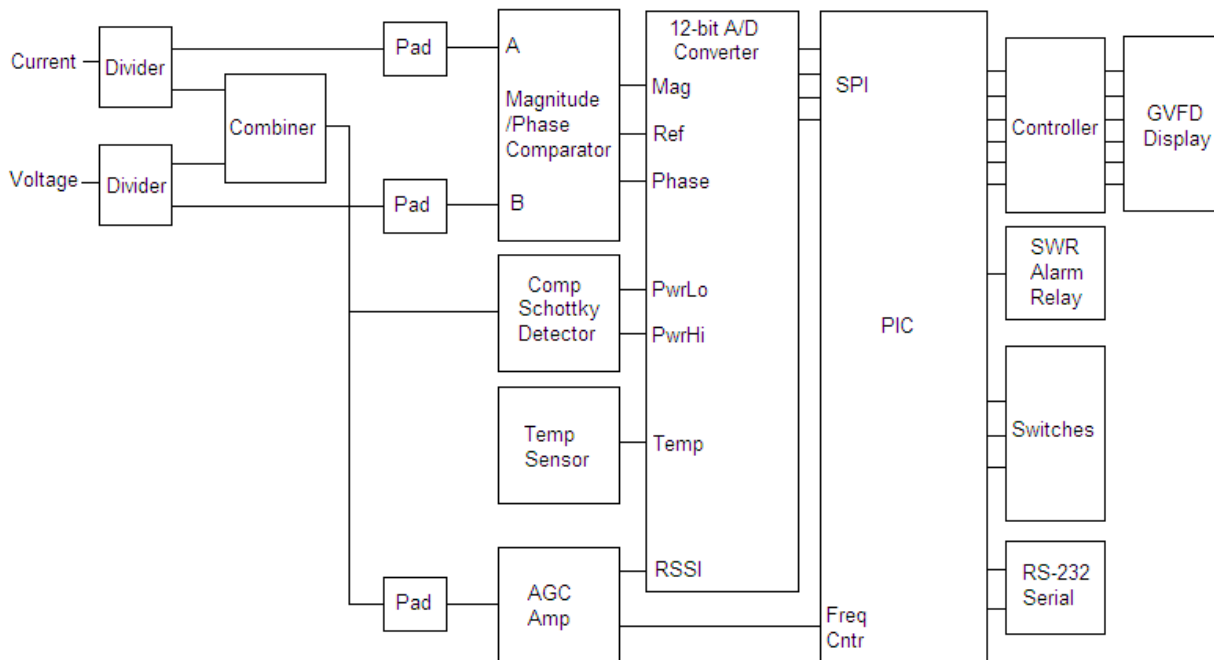 Current
Divider
Voltage
Divider
Combiner
Pad
Pad
Pad
A
Magnitude
/Phase
Comparator
B
Comp
Schottky
Detector
Temp
Sensor
AGC
Amp
12-bit A/D
Converter
Mag
Ref
Phase
PwrLo
PwrHi
Temp
RSSI
SPI
PIC
Freq
Cntr
Controller
GVFD
Display
SWR
Alarm
Relay
Switches
RS-232
Serial